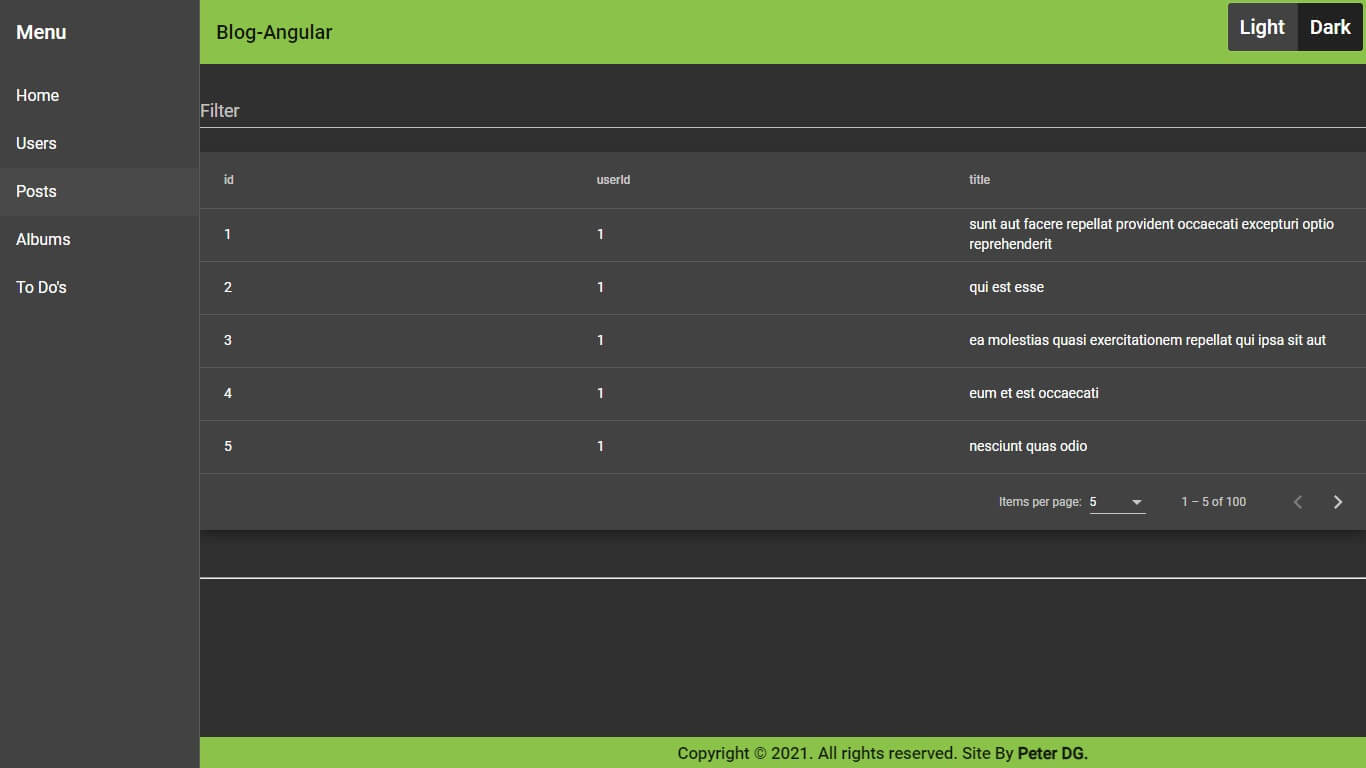 Menu
Home
Users
Posts
Albums
To Do's
Blog-Angular
Light Dark
Filter
id userId title
1 1 sunt aut facere repellat provident occaecati excepturi optio
reprehenderit
2 1 qui est esse
3 1 ea molestias quasi exercitationem repellat qui ipsa sit aut
4 1 eum et est occaecati
5 1 nesciunt quas odio
Items per page: 5 1 – 5 of 100
Copyright © 2021. All rights reserved. Site By Peter DG.